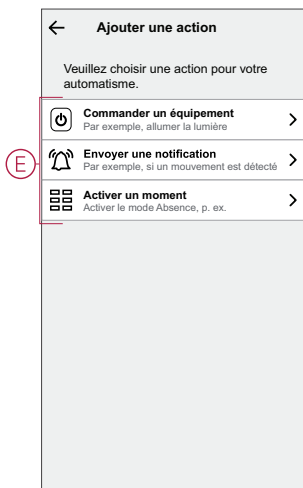 Ajouter une action
Veuillez choisir une action pour votre
automatisme.
Commander un équipement
Par exemple, allumer la lumière
E
Envoyer une notification
Par exemple, si un mouvement est détecté
Activer un moment
Activer le mode Absence, p. ex.